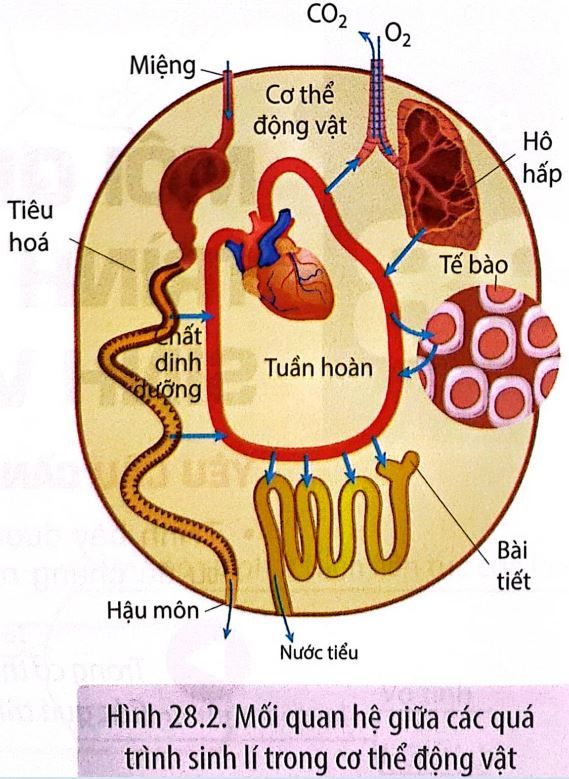 CO₂
O₂
Miệng
Cơ thể
động vật
Hô
hấp
Tiêu
hoá
Tế bào
Chất
dinh
dưỡng
Tuần hoàn
Bài
tiết
Hậu môn
Nước tiểu
Hình 28.2. Mối quan hệ giữa các quá
trình sinh lí trong cơ thể động vật